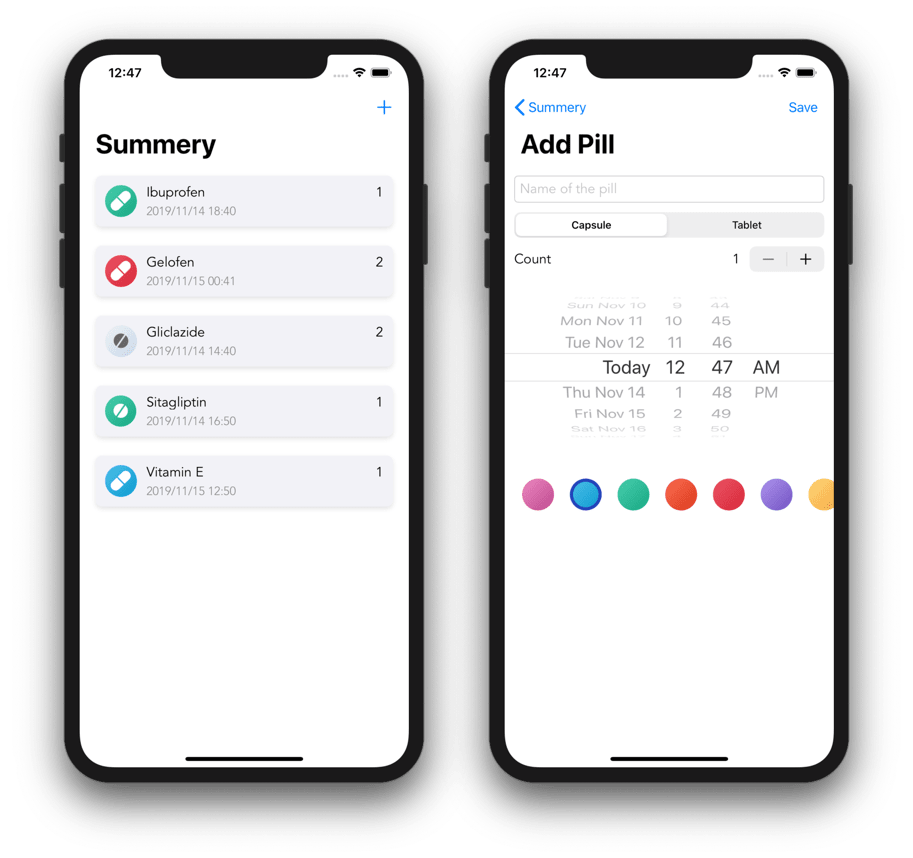 12:47
Summery
Ibuprofen 1
2019/11/14 18:40
Gelofen 2
2019/11/15 00:41
Gliclazide 2
2019/11/14 14:40
Sitagliptin 1
2019/11/14 16:50
Vitamin E 1
2019/11/15 12:50
12:47
Summery Save
Add Pill
Name of the pill
Capsule Tablet
Count 1
Sun Nov 10 9 44
Mon Nov 11 10 45
Tue Nov 12 11 46
Today 12 47 AM
Thu Nov 14 1 48 PM
Fri Nov 15 2 49
Sat Nov 16 3 50